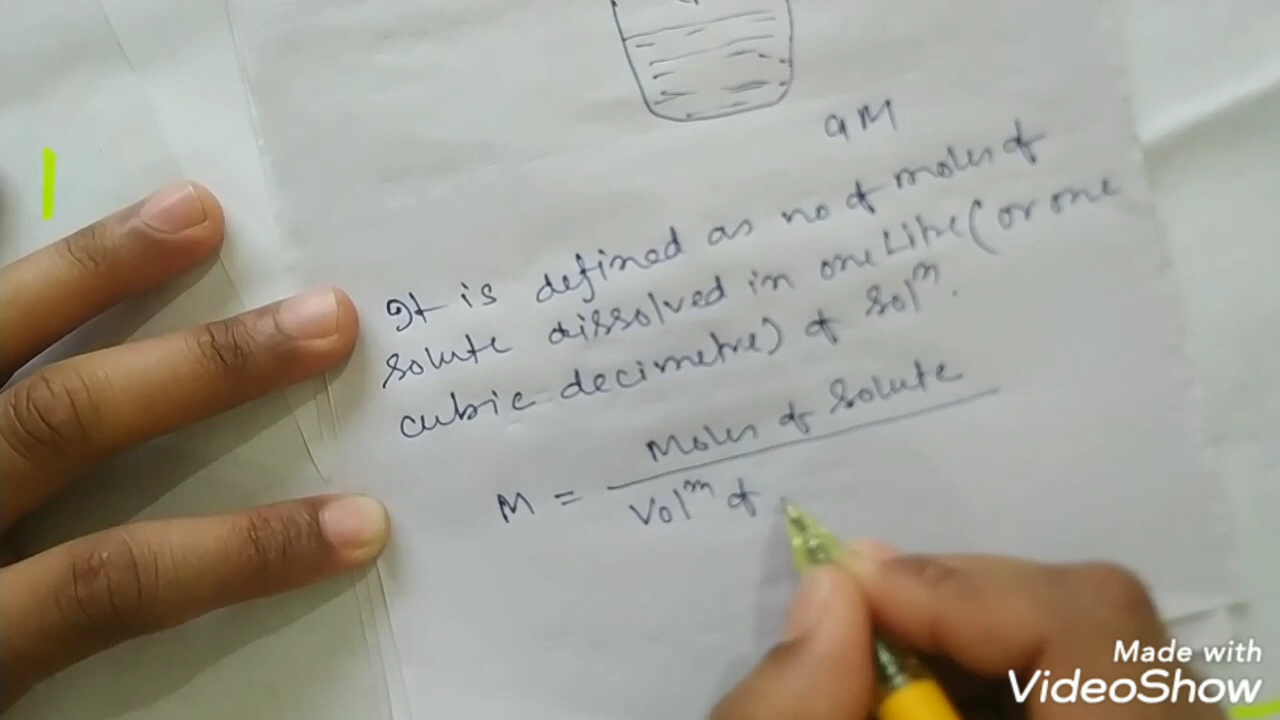 9M
It is defined as no of moles of
solute dissolved in one Litre (or one
cubic decimetre) of solⁿ.
Moles of solute
M =
Volᵐ of
Made with
VideoShow